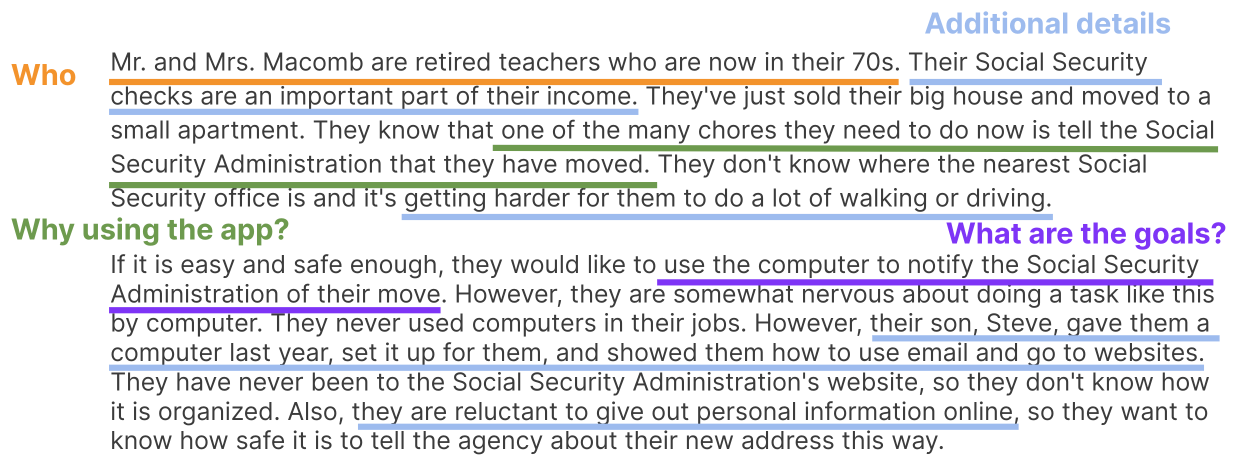 Additional details
Who
Mr. and Mrs. Macomb are retired teachers who are now in their 70s. Their Social Security
checks are an important part of their income. They've just sold their big house and moved to a
small apartment. They know that one of the many chores they need to do now is tell the Social
Security Administration that they have moved. They don't know where the nearest Social
Security office is and it's getting harder for them to do a lot of walking or driving.
Why using the app?
What are the goals?
If it is easy and safe enough, they would like to use the computer to notify the Social Security
Administration of their move. However, they are somewhat nervous about doing a task like this
by computer. They never used computers in their jobs. However, their son, Steve, gave them a
computer last year, set it up for them, and showed them how to use email and go to websites.
They have never been to the Social Security Administration's website, so they don't know how
it is organized. Also, they are reluctant to give out personal information online, so they want to
know how safe it is to tell the agency about their new address this way.